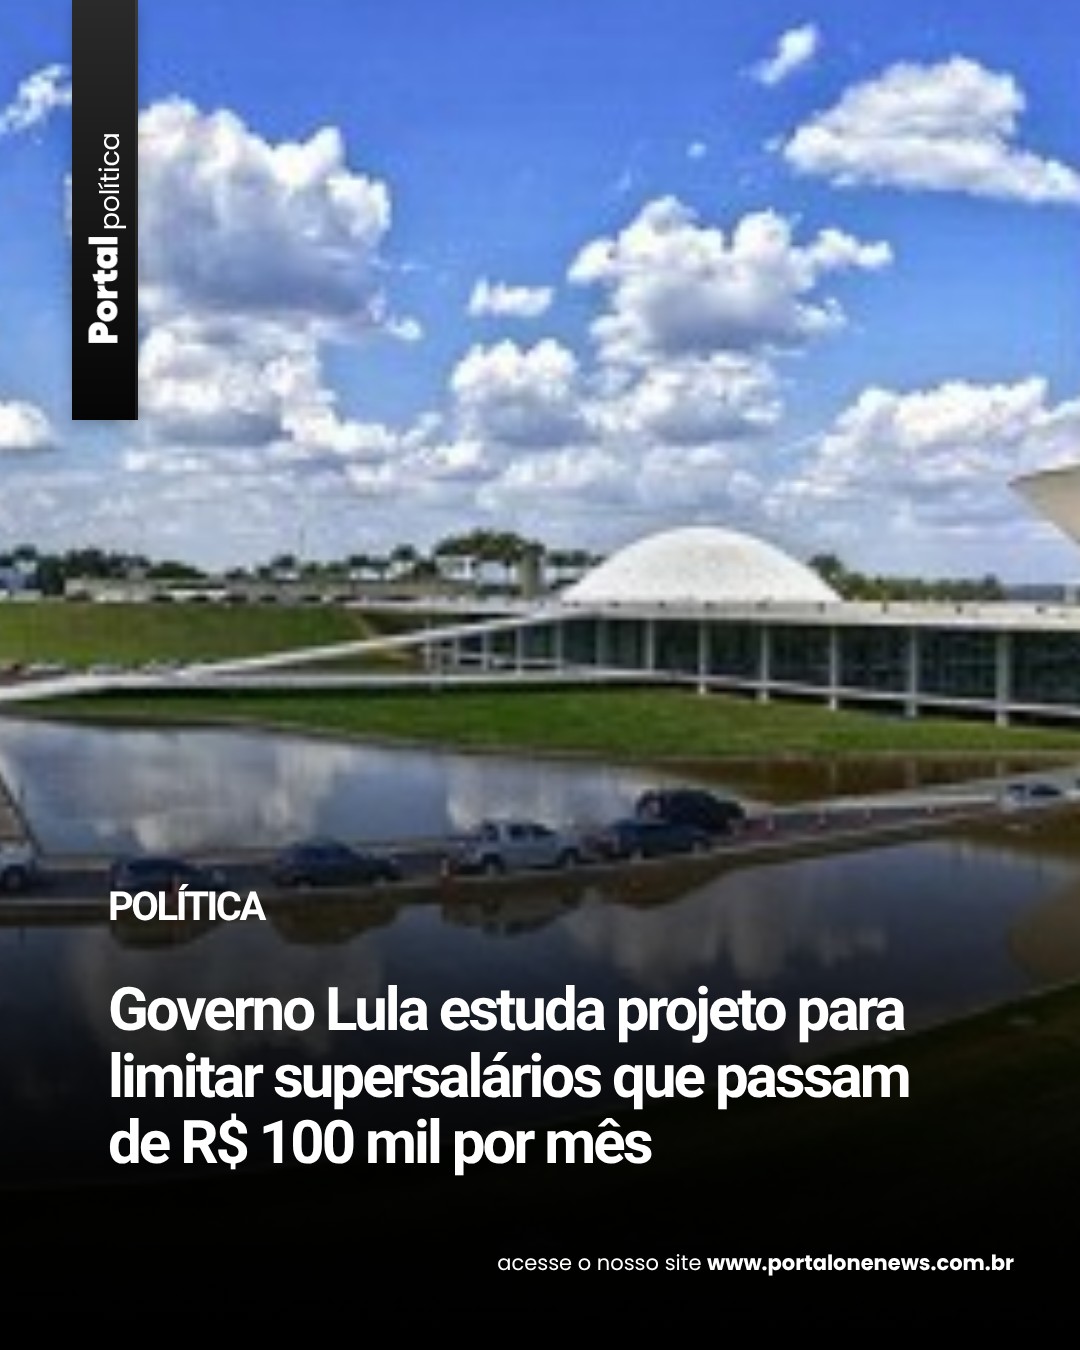 Portal política
POLÍTICA
Governo Lula estuda projeto para
limitar supersalários que passam
de R$ 100 mil por mês
acesse o nosso site www.portalonenews.com.br